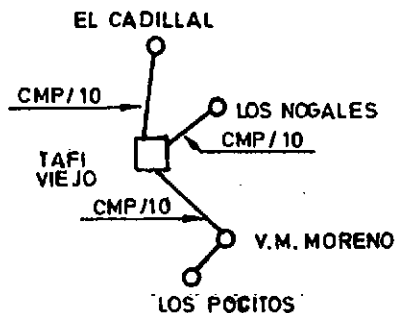 EL CADILLAL
CMP/10
LOS NOGALES
CMP/10
TAFI
VIEJO
CMP/10
V.M. MORENO
LOS POCITOS